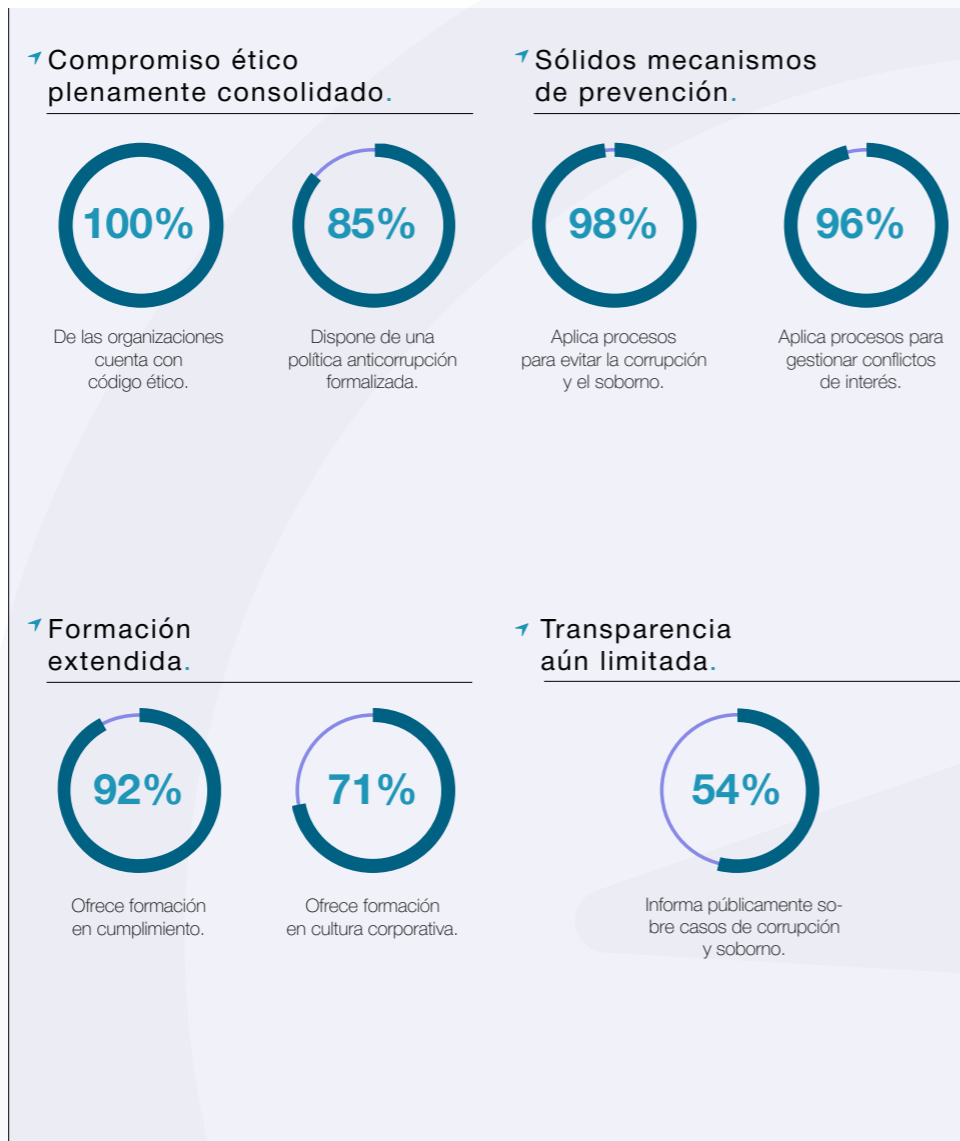 Compromiso ético
plenamente consolidado.
100%
De las organizaciones
cuenta con
código ético.
85%
Dispone de una
política anticorrupción
formalizada.
Sólidos mecanismos
de prevención.
98%
Aplica procesos
para evitar la corrupción
y el soborno.
96%
Aplica procesos para
gestionar conflictos
de interés.
Formación
extendida.
92%
Ofrece formación
en cumplimiento.
71%
Ofrece formación
en cultura corporativa.
Transparencia
aún limitada.
54%
Informa públicamente so-
bre casos de corrupción
y soborno.